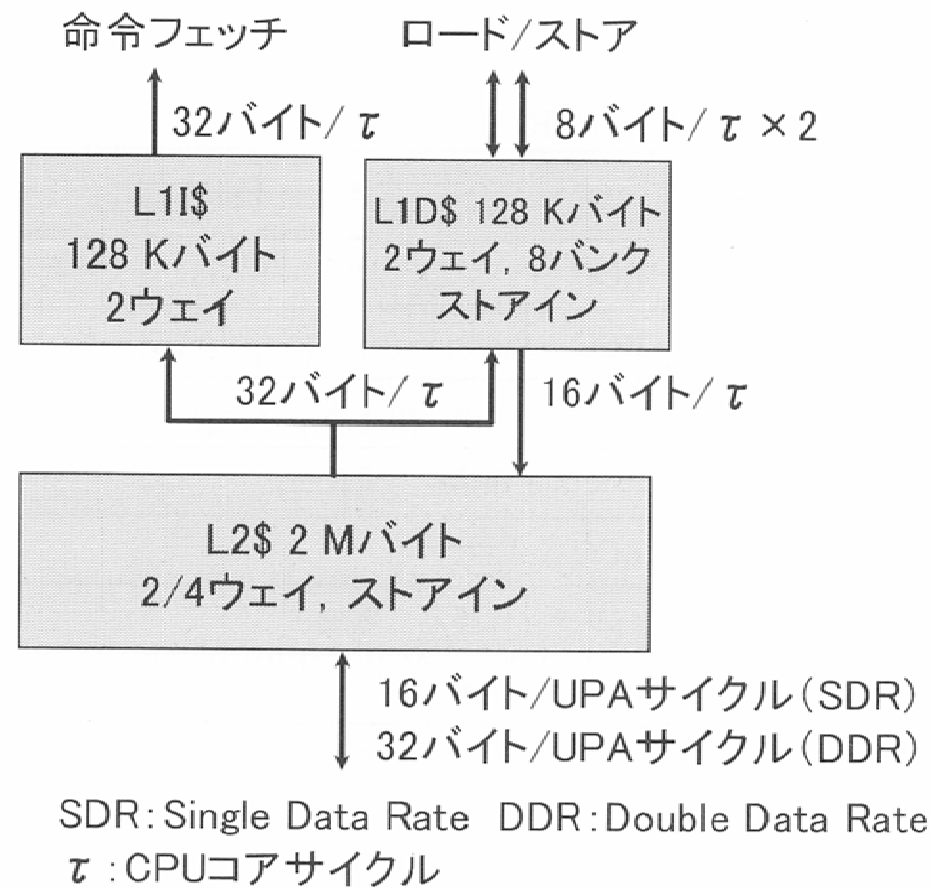 命令フェッチ
ロード/ストア
32バイト/τ
8バイト/τ×2
L1I$
128 Kバイト
2ウェイ
L1D$ 128 Kバイト
2ウェイ, 8バンク
ストアイン
32バイト/τ
16バイト/τ
L2$ 2 Mバイト
2/4ウェイ, ストアイン
16バイト/UPAサイクル(SDR)
32バイト/UPAサイクル(DDR)
SDR:Single Data Rate DDR:Double Data Rate
τ:CPUコアサイクル